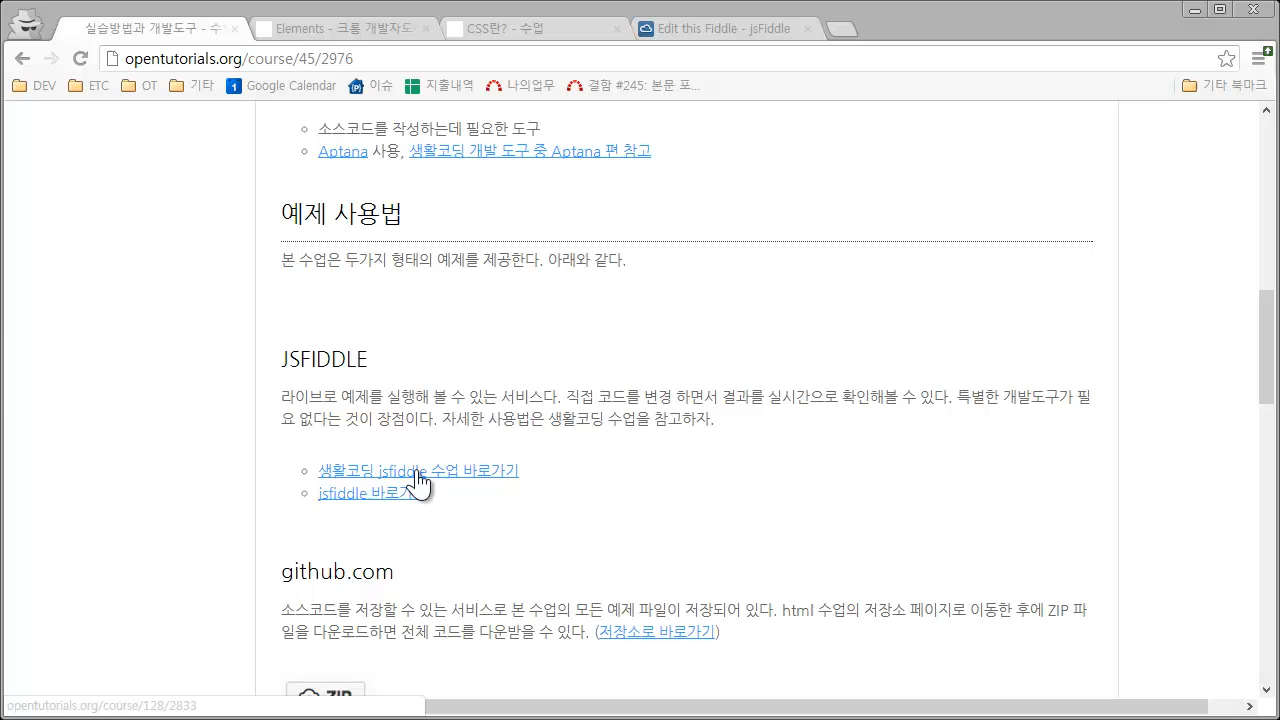 실습방법과 개발도구 - 수
Elements - 크롬 개발자도
CSS란? - 수업
Edit this Fiddle - jsFiddle
opentutorials.org/course/45/2976
DEV ETC OT 기타 Google Calendar 이슈 지출내역 나의업무 결함 #245: 본문 포... 기타 북마크
소스코드를 작성하는데 필요한 도구
Aptana 사용, 생활코딩 개발 도구 중 Aptana 편 참고
예제 사용법
본 수업은 두가지 형태의 예제를 제공한다. 아래와 같다.
JSFIDDLE
라이브로 예제를 실행해 볼 수 있는 서비스다. 직접 코드를 변경 하면서 결과를 실시간으로 확인해볼 수 있다. 특별한 개발도구가 필
요 없다는 것이 장점이다. 자세한 사용법은 생활코딩 수업을 참고하자.
생활코딩 jsfiddle 수업 바로가기
jsfiddle 바로가
github.com
소스코드를 저장할 수 있는 서비스로 본 수업의 모든 예제 파일이 저장되어 있다. html 수업의 저장소 페이지로 이동한 후에 ZIP 파
일을 다운로드하면 전체 코드를 다운받을 수 있다. (저장소로 바로가기)
ZIP
opentutorials.org/course/128/2833